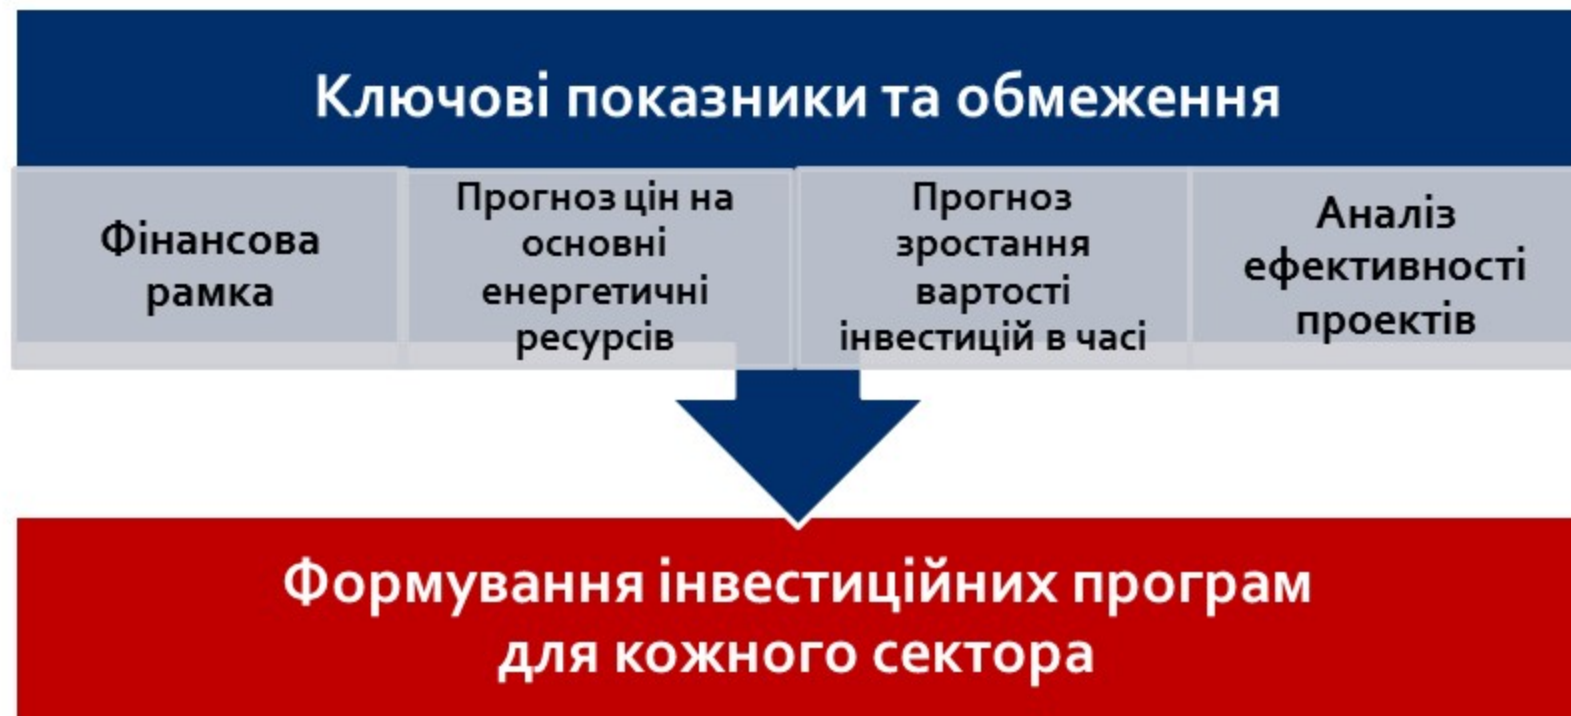 Ключові показники та обмеження
Фінансова
рамка
Прогноз цін на
основні
енергетичні
ресурсів
Прогноз
зростання
вартості
інвестицій в часі
Аналіз
ефективності
проектів
Формування інвестиційних програм
для кожного сектора